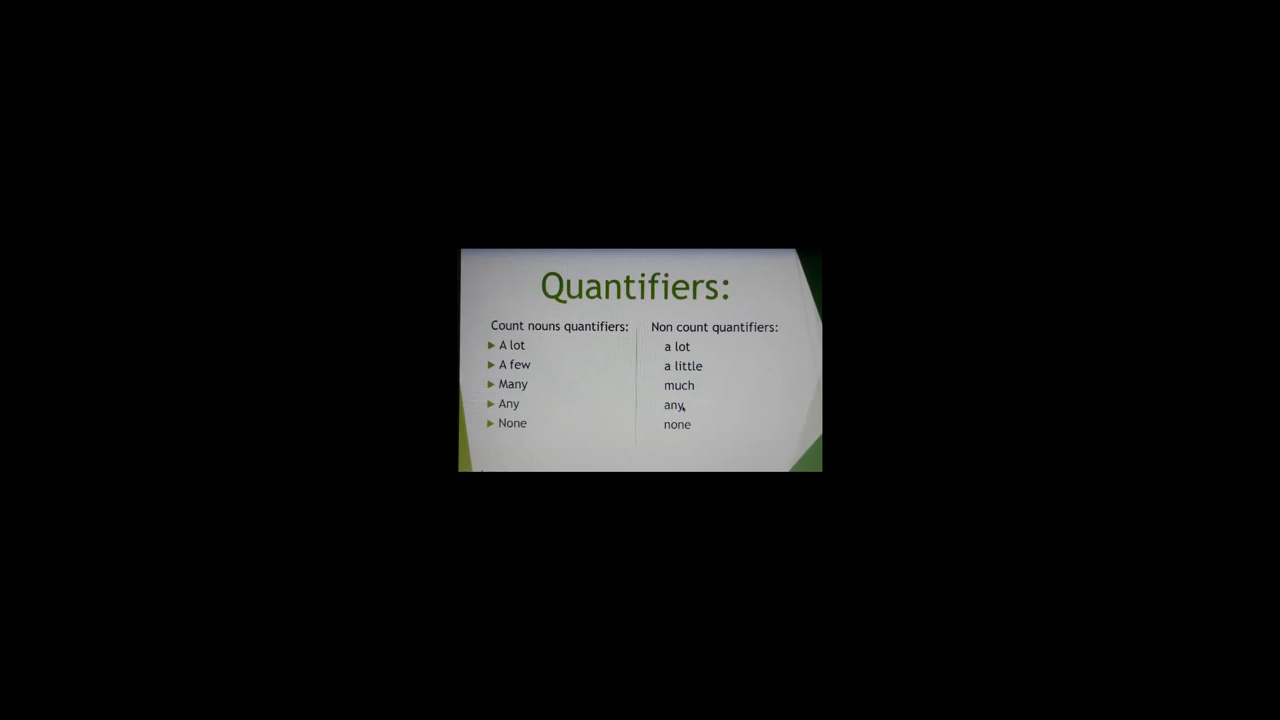 Quantifiers:
Count nouns quantifiers:
A lot
A few
Many
Any
None
Non count quantifiers:
a lot
a little
much
any
none